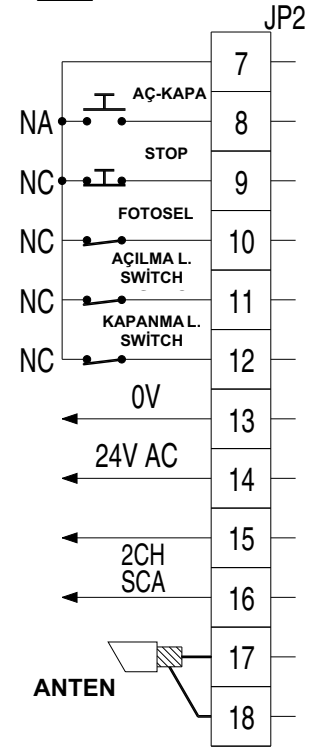 JP2
7
AÇ-KAPA
NA
8
STOP
NC
9
FOTOSEL
NC
10
AÇILMA L.
SWİTCH
NC
11
KAPANMA L.
SWİTCH
NC
12
0V
13
24V AC
14
15
2CH
SCA
16
17
ANTEN
18